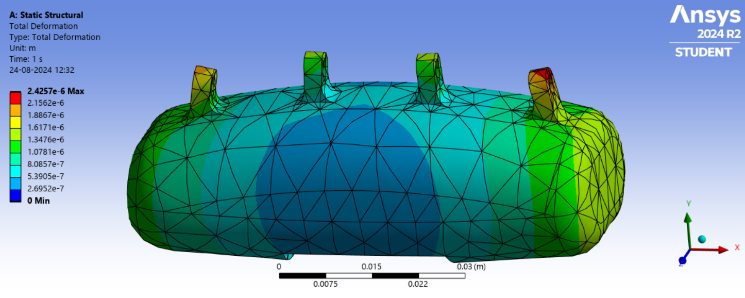 A: Static Structural
Total Deformation
Type: Total Deformation
Unit: m
Time: 1 s
24-08-2024 12:32
2.4257e-6 Max
2.1562e-6
1.8867e-6
1.6171e-6
1.3476e-6
1.0781e-6
8.0857e-7
5.3905e-7
2.6952e-7
0 Min
Ansys
2024 R2
STUDENT
Y
X
Z
0
0.015
0.03 (m)
0.0075
0.022